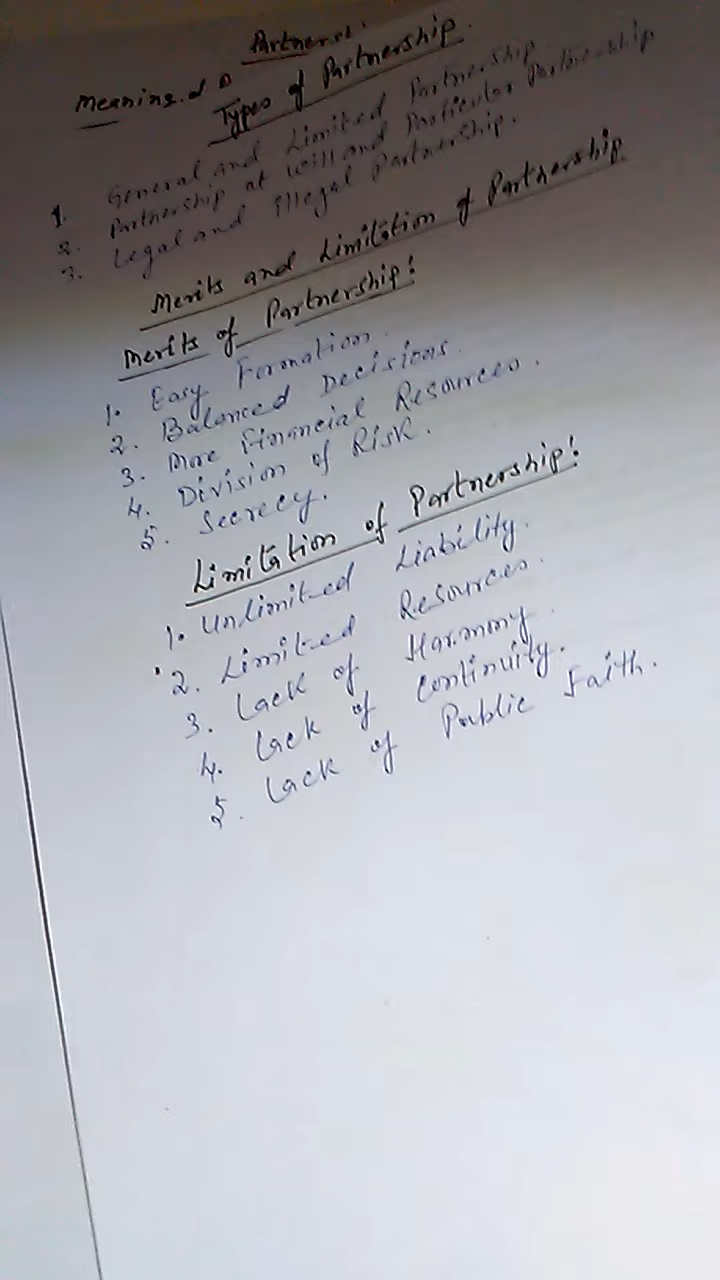 Partners
Meaning of
Types of Partnership.
1. General and Limited Partnership
2. Partnership at Will and Particular Partnership
3. Legal and Illegal Partnership.
Merits and Limitation of Partnership
Merits of Partnership:
1. Easy Formation.
2. Balanced Decisions.
3. More Financial Resources.
4. Division of Risk.
5. Secrecy.
Limitation of Partnership:
1. Unlimited Liability.
2. Limited Resources.
3. Lack of Harmony.
4. Lack of Continuity.
5. Lack of Public Faith.